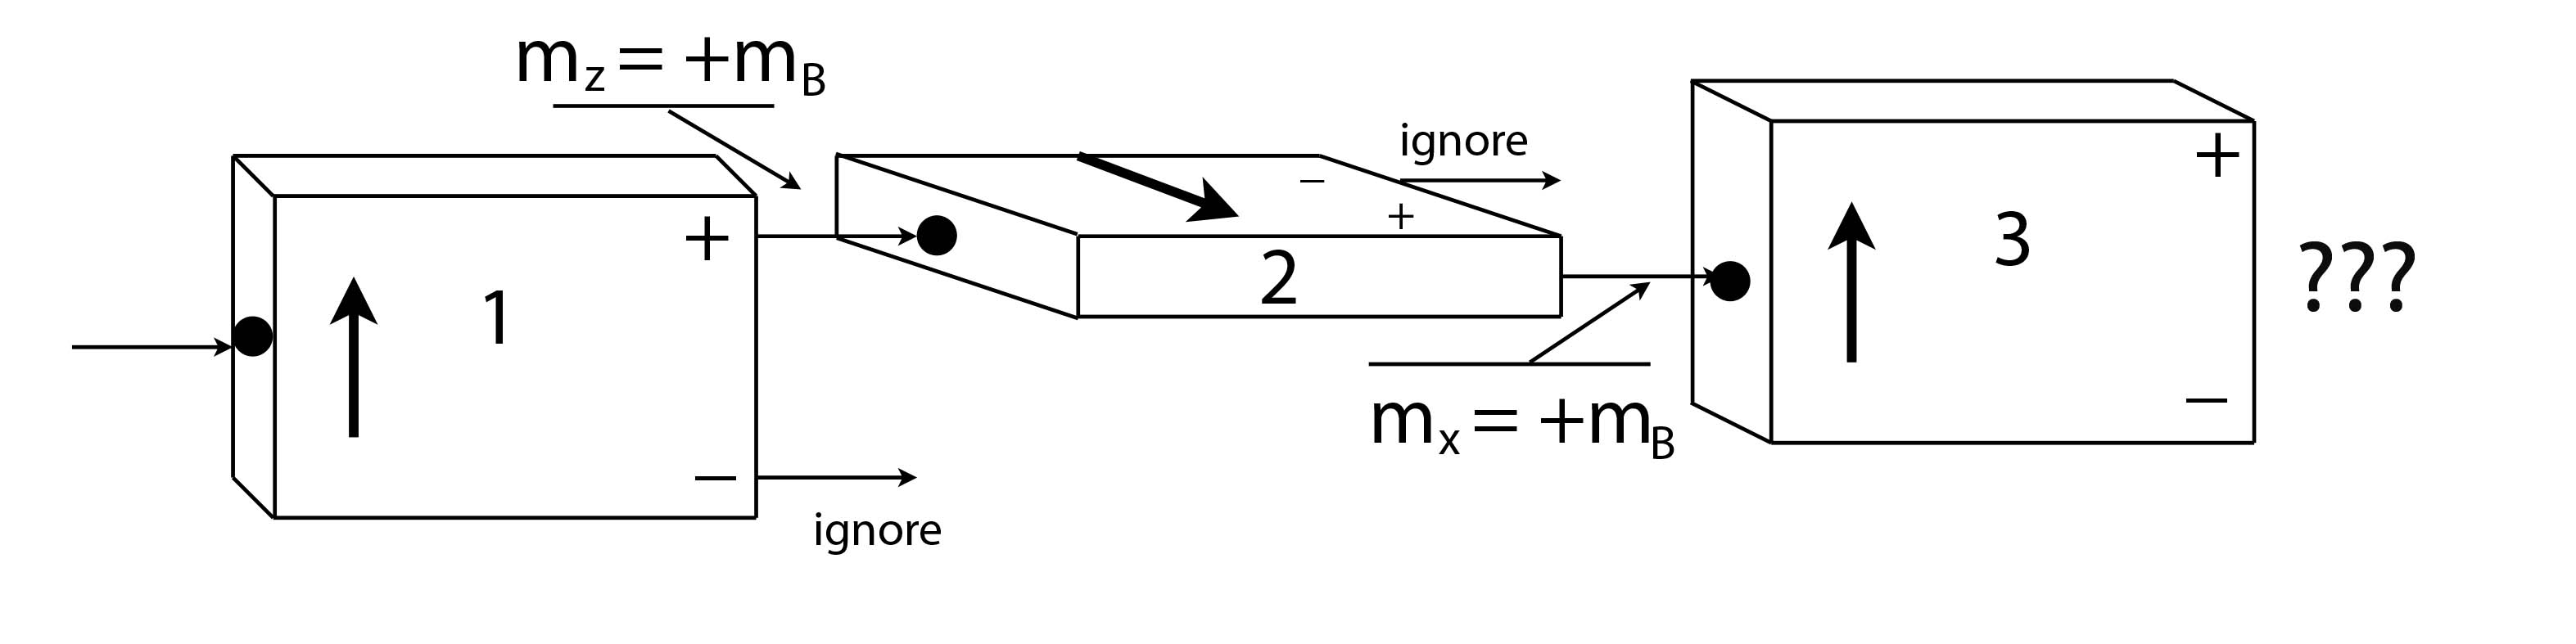 m_z = +m_B
ignore
+
1
−
ignore
−
+
2
m_x = +m_B
+
3
−
???